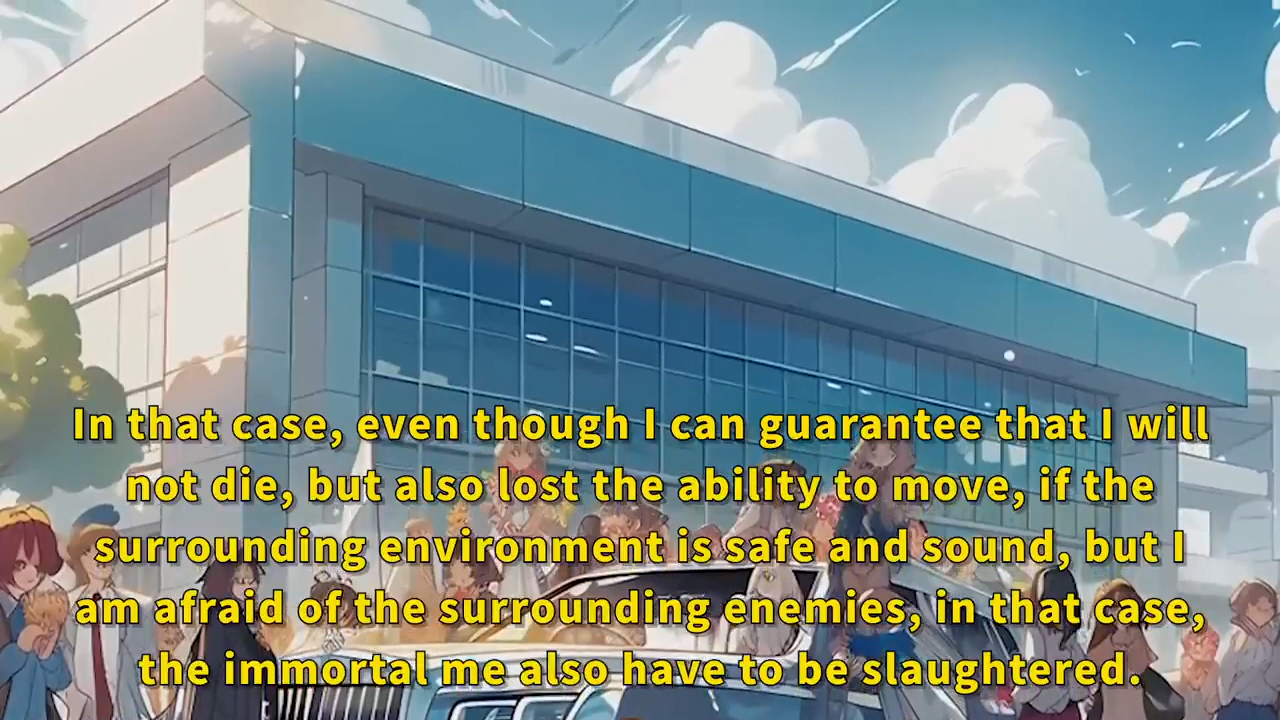 In that case, even though I can guarantee that I will
not die, but also lost the ability to move, if the
surrounding environment is safe and sound, but I
am afraid of the surrounding enemies, in that case,
the immortal me also have to be slaughtered.